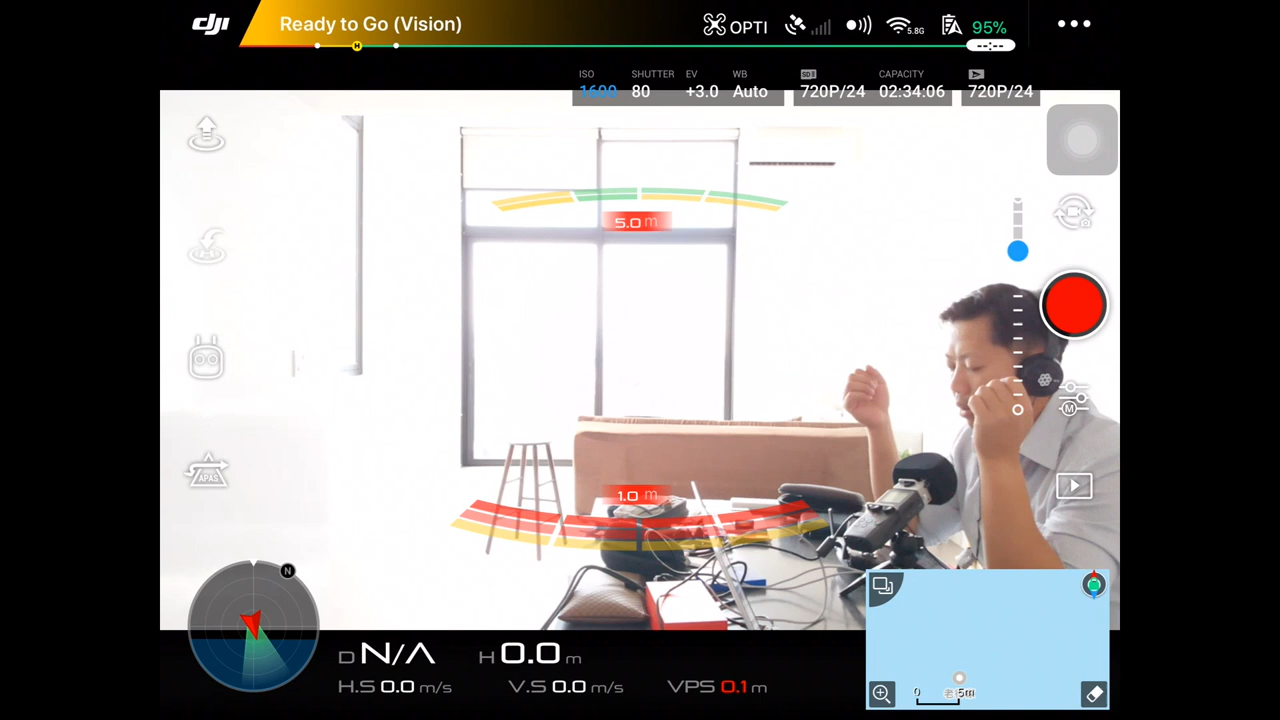 dji
Ready to Go (Vision)
OPTI
5.8G
95%
--:--
H
ISO
1600
SHUTTER
80
EV
+3.0
WB
Auto
SD
720P/24
CAPACITY
02:34:06
720P/24
5.0 m
1.0 m
APAS
M
N
D N/A
H 0.0 m
H.S 0.0 m/s
V.S 0.0 m/s
VPS 0.1 m
0
5m